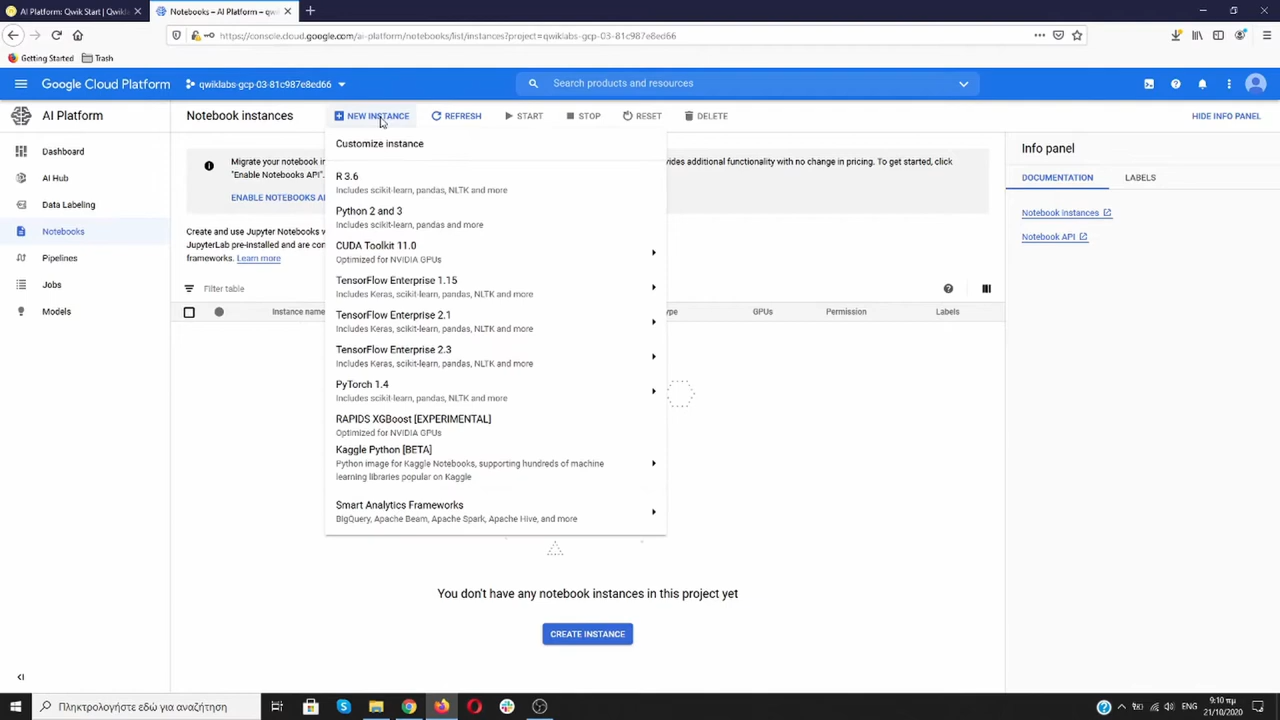 AI Platform: Qwik Start | Qwikl
Notebooks – AI Platform – qw
https://console.cloud.google.com/ai-platform/notebooks/list/instances?project=qwiklabs-gcp-03-81c987e8ed66
Getting Started
Trash
Google Cloud Platform
qwiklabs-gcp-03-81c987e8ed66
Search products and resources
AI Platform
Notebook instances
NEW INSTANCE
REFRESH
START
STOP
RESET
DELETE
HIDE INFO PANEL
Dashboard
AI Hub
Data Labeling
Notebooks
Pipelines
Jobs
Models
Migrate your notebook in
vides additional functionality with no change in pricing. To get started, click
"Enable Notebooks API".
ENABLE NOTEBOOKS AP
Create and use Jupyter Notebooks w
JupyterLab pre-installed and are con
frameworks. Learn more
Filter table
Instance name
GPUs
Permission
Labels
Customize instance
R 3.6
Includes scikit-learn, pandas, NLTK and more
Python 2 and 3
Includes scikit-learn, pandas and more
CUDA Toolkit 11.0
Optimized for NVIDIA GPUs
TensorFlow Enterprise 1.15
Includes Keras, scikit-learn, pandas, NLTK and more
TensorFlow Enterprise 2.1
Includes Keras, scikit-learn, pandas, NLTK and more
TensorFlow Enterprise 2.3
Includes Keras, scikit-learn, pandas, NLTK and more
PyTorch 1.4
Includes scikit-learn, pandas, NLTK and more
RAPIDS XGBoost [EXPERIMENTAL]
Optimized for NVIDIA GPUs
Kaggle Python [BETA]
Python image for Kaggle Notebooks, supporting hundreds of machine
learning libraries popular on Kaggle
Smart Analytics Frameworks
BigQuery, Apache Beam, Apache Spark, Apache Hive, and more
You don't have any notebook instances in this project yet
CREATE INSTANCE
Info panel
DOCUMENTATION
LABELS
Notebook instances
Notebook API
Πληκτρολογήστε εδώ για αναζήτηση
ENG
9:10 πμ
21/10/2020